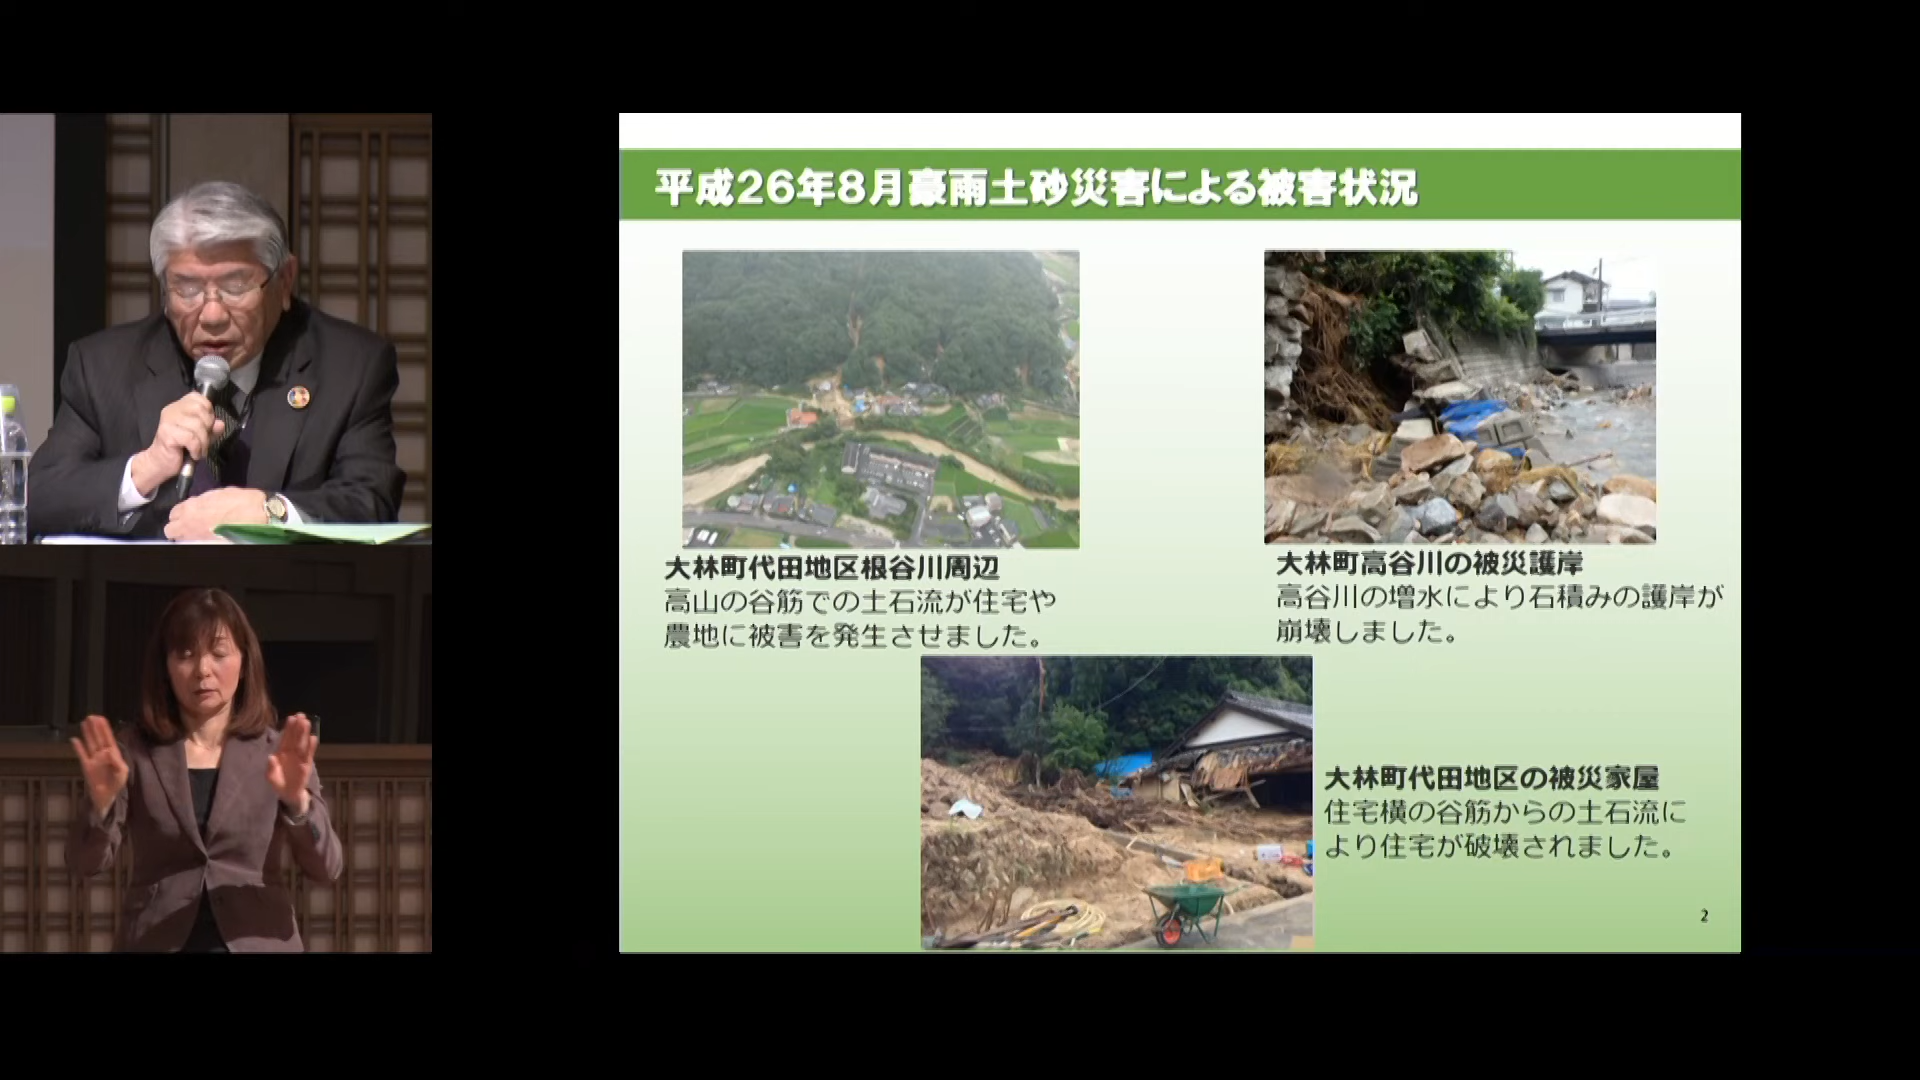 平成26年8月豪雨土砂災害による被害状況
大林町代田地区根谷川周辺
高山の谷筋での土石流が住宅や
農地に被害を発生させました。
大林町高谷川の被災護岸
高谷川の増水により石積みの護岸が
崩壊しました。
大林町代田地区の被災家屋
住宅横の谷筋からの土石流に
より住宅が破壊されました。
2